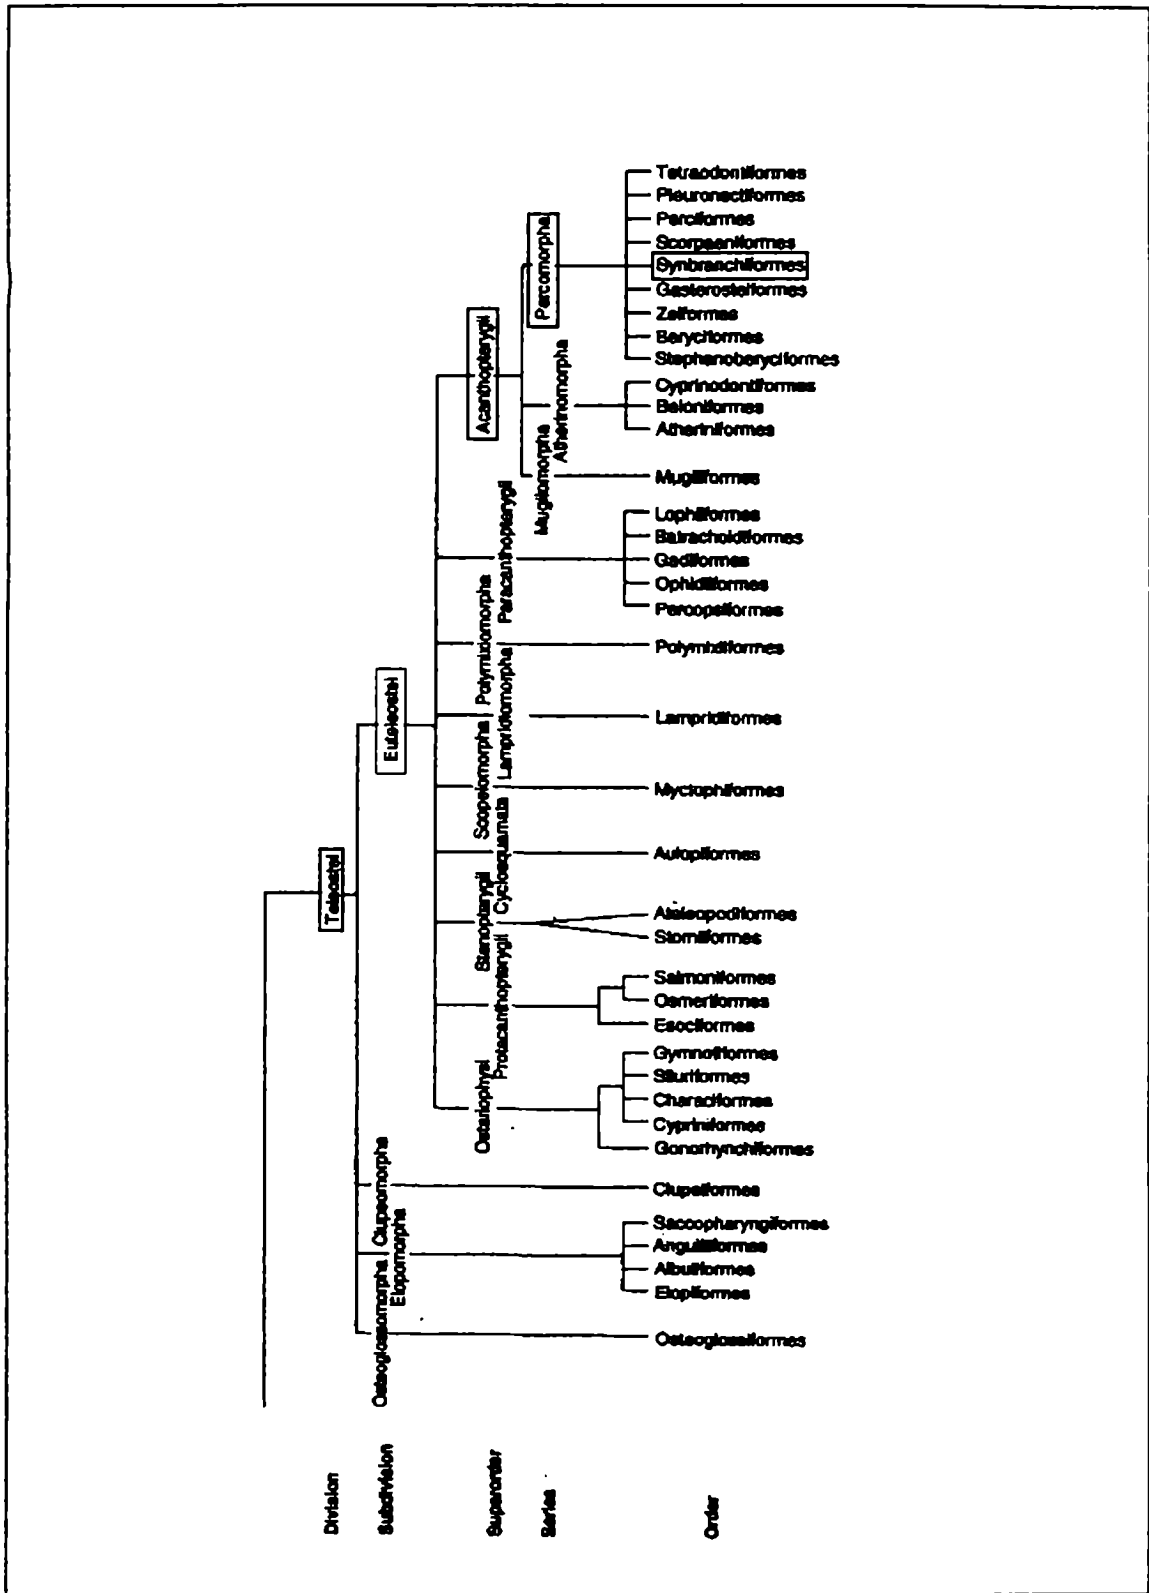 Tetraodontiformes
Pleuronectiformes
Perciformes
Scorpaeniformes
Synbranchiformes
Gasterosteiformes
Zeiformes
Beryciformes
Stephanoberyciformes
Cyprinodontiformes
Beloniformes
Atheriniformes
Mugiliformes
Lophiiformes
Batrachoidiformes
Gadiformes
Ophidiiformes
Percopsiformes
Polymixiiformes
Lampridiformes
Myctophiformes
Aulopiformes
Ateleopodiformes
Stomiiformes
Salmoniformes
Osmeriformes
Esociformes
Gymnotiformes
Siluriformes
Characiformes
Cypriniformes
Gonorhynchiformes
Clupeiformes
Saccopharyngiformes
Anguilliformes
Albuliformes
Elopiformes
Osteoglossiformes
Percomorpha
Atherinomorpha
Mugilomorpha
Acanthopterygii
Paracanthopterygii
Polymixiomorpha
Lampridiomorpha
Scopelomorpha
Cyclosquamata
Stenopterygii
Protacanthopterygii
Ostariophysi
Euteleostei
Clupeomorpha
Elopomorpha
Osteoglossomorpha
Teleostei
Division
Subdivision
Superorder
Series
Order